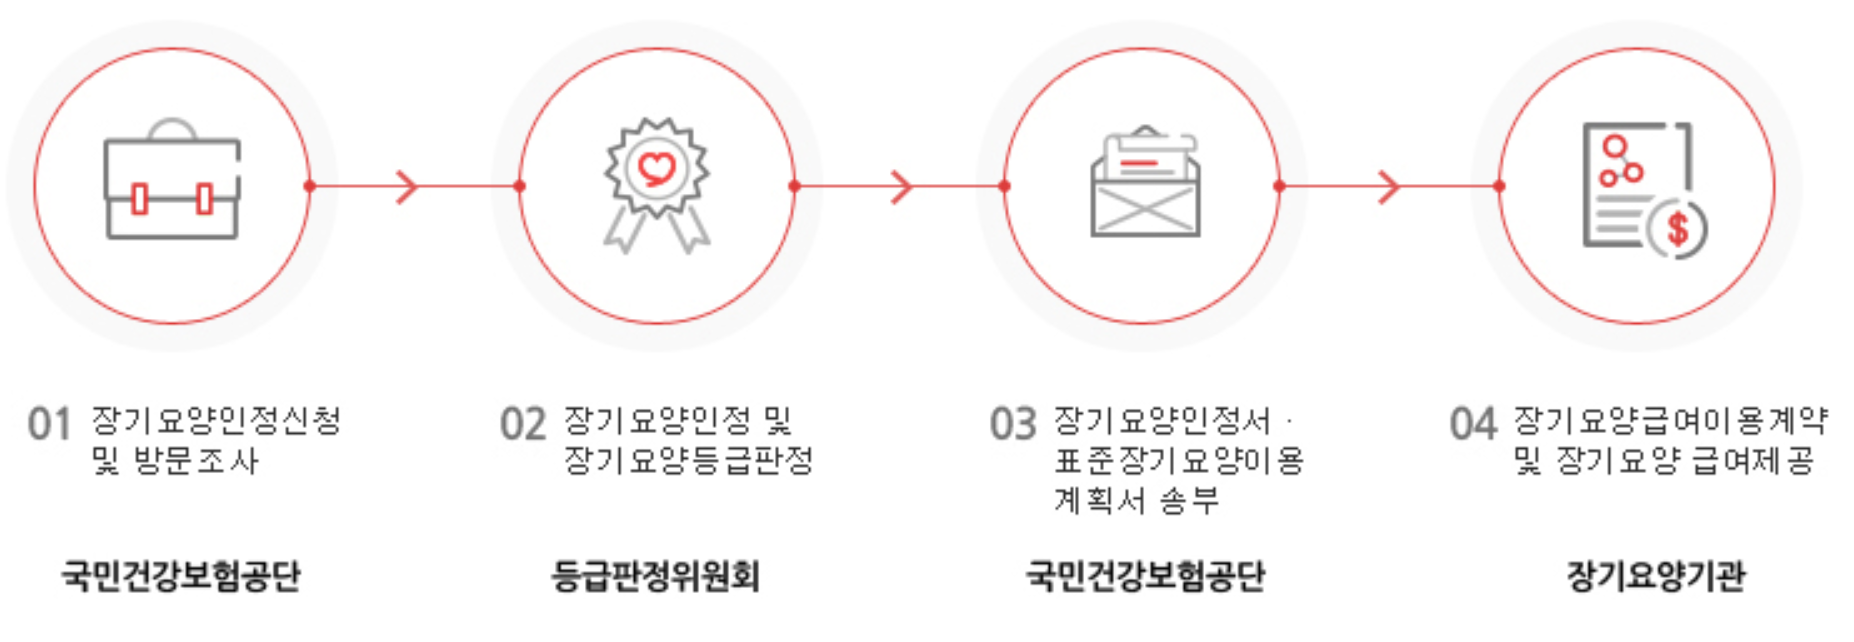 $
01 장기요양인정신청
및 방문조사
국민건강보험공단
02 장기요양인정 및
장기요양등급판정
등급판정위원회
03 장기요양인정서 ·
표준장기요양이용
계획서 송부
국민건강보험공단
04 장기요양급여이용계약
및 장기요양 급여제공
장기요양기관